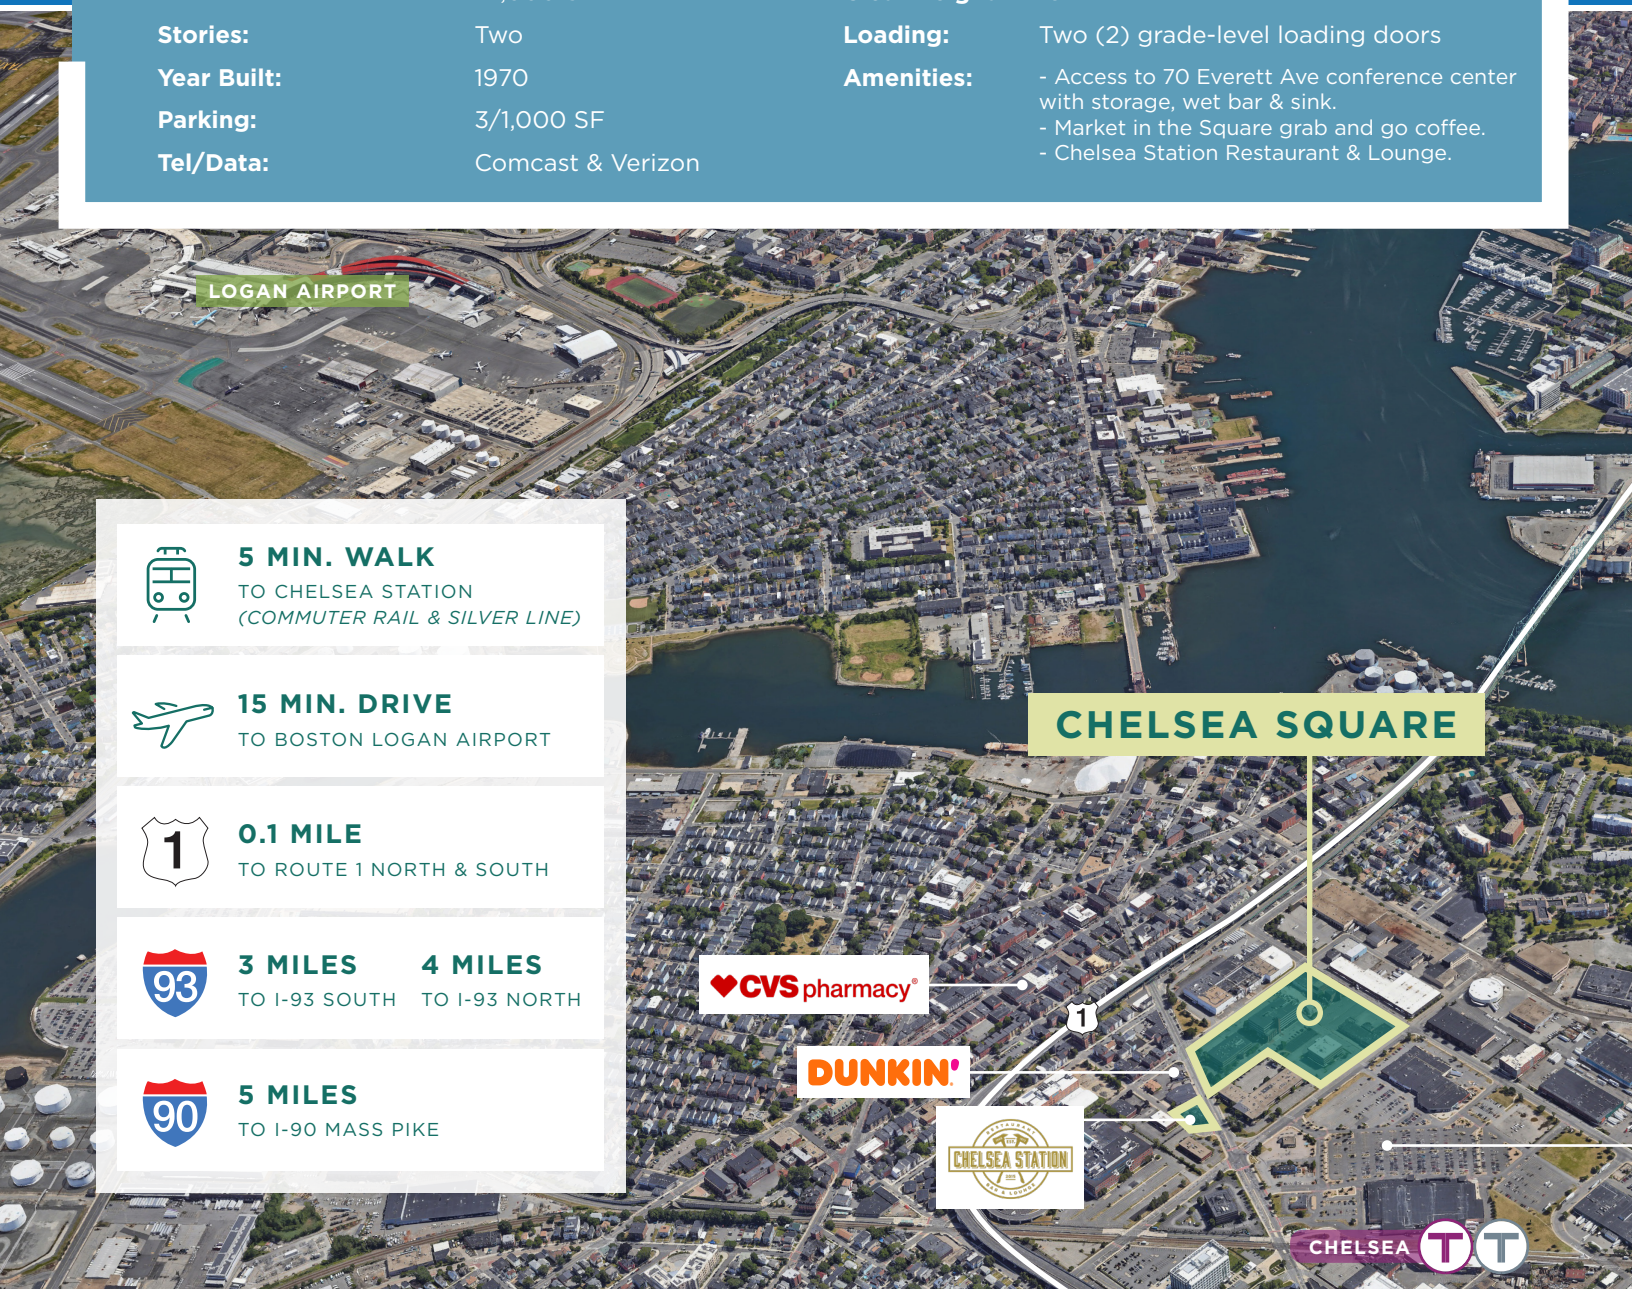 Stories: Two
Year Built: 1970
Parking: 3/1,000 SF
Tel/Data: Comcast & Verizon
Loading: Two (2) grade-level loading doors
Amenities: - Access to 70 Everett Ave conference center
with storage, wet bar & sink.
- Market in the Square grab and go coffee.
- Chelsea Station Restaurant & Lounge.
LOGAN AIRPORT
5 MIN. WALK
TO CHELSEA STATION
(COMMUTER RAIL & SILVER LINE)
15 MIN. DRIVE
TO BOSTON LOGAN AIRPORT
1
0.1 MILE
TO ROUTE 1 NORTH & SOUTH
93
3 MILES
TO I-93 SOUTH
4 MILES
TO I-93 NORTH
90
5 MILES
TO I-90 MASS PIKE
CHELSEA SQUARE
CVS pharmacy®
1
DUNKIN'
RESTAURANT
CHELSEA STATION
BAR & LOUNGE
CHELSEA T T